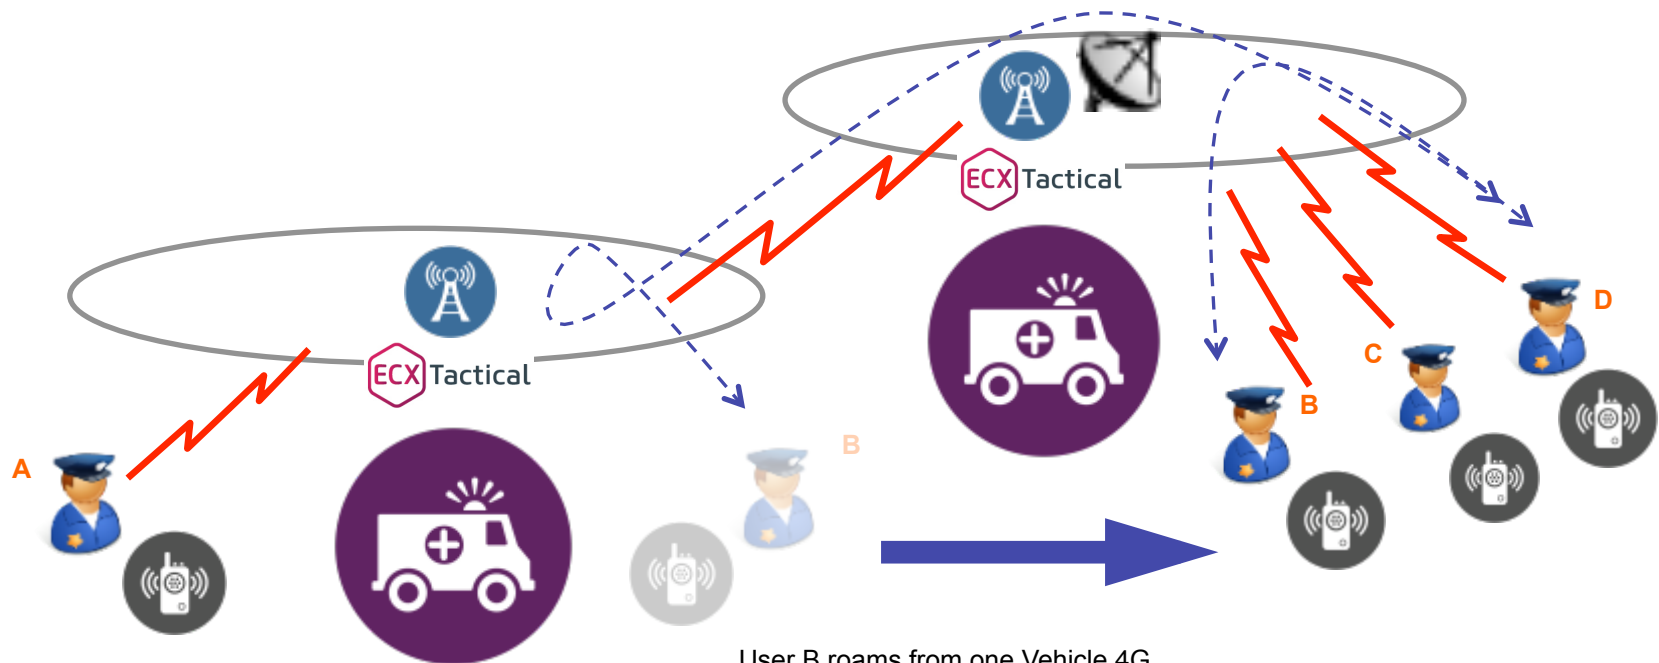 ECX Tactical
ECX Tactical
A
B
B
C
D
User B roams from one Vehicle 4G